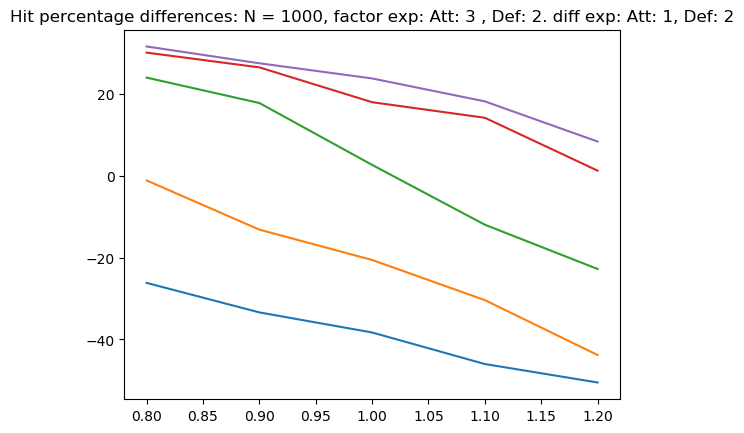 Hit percentage differences: N = 1000, factor exp: Att: 3 , Def: 2. diff exp: Att: 1, Def: 2
20
0
−20
−40
0.80 0.85 0.90 0.95 1.00 1.05 1.10 1.15 1.20